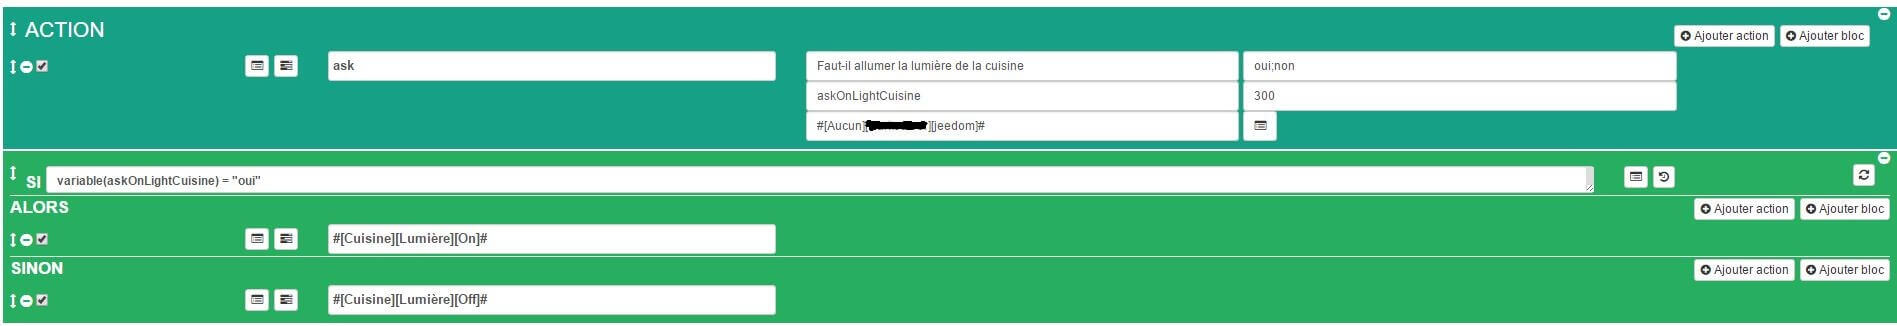 ACTION
Ajouter action Ajouter bloc
ask Faut-il allumer la lumière de la cuisine oui;non
askOnLightCuisine 300
#[Aucun][ ][jeedom]#
SI variable(askOnLightCuisine) = "oui"
ALORS Ajouter action Ajouter bloc
#[Cuisine][Lumière][On]#
SINON Ajouter action Ajouter bloc
#[Cuisine][Lumière][Off]#